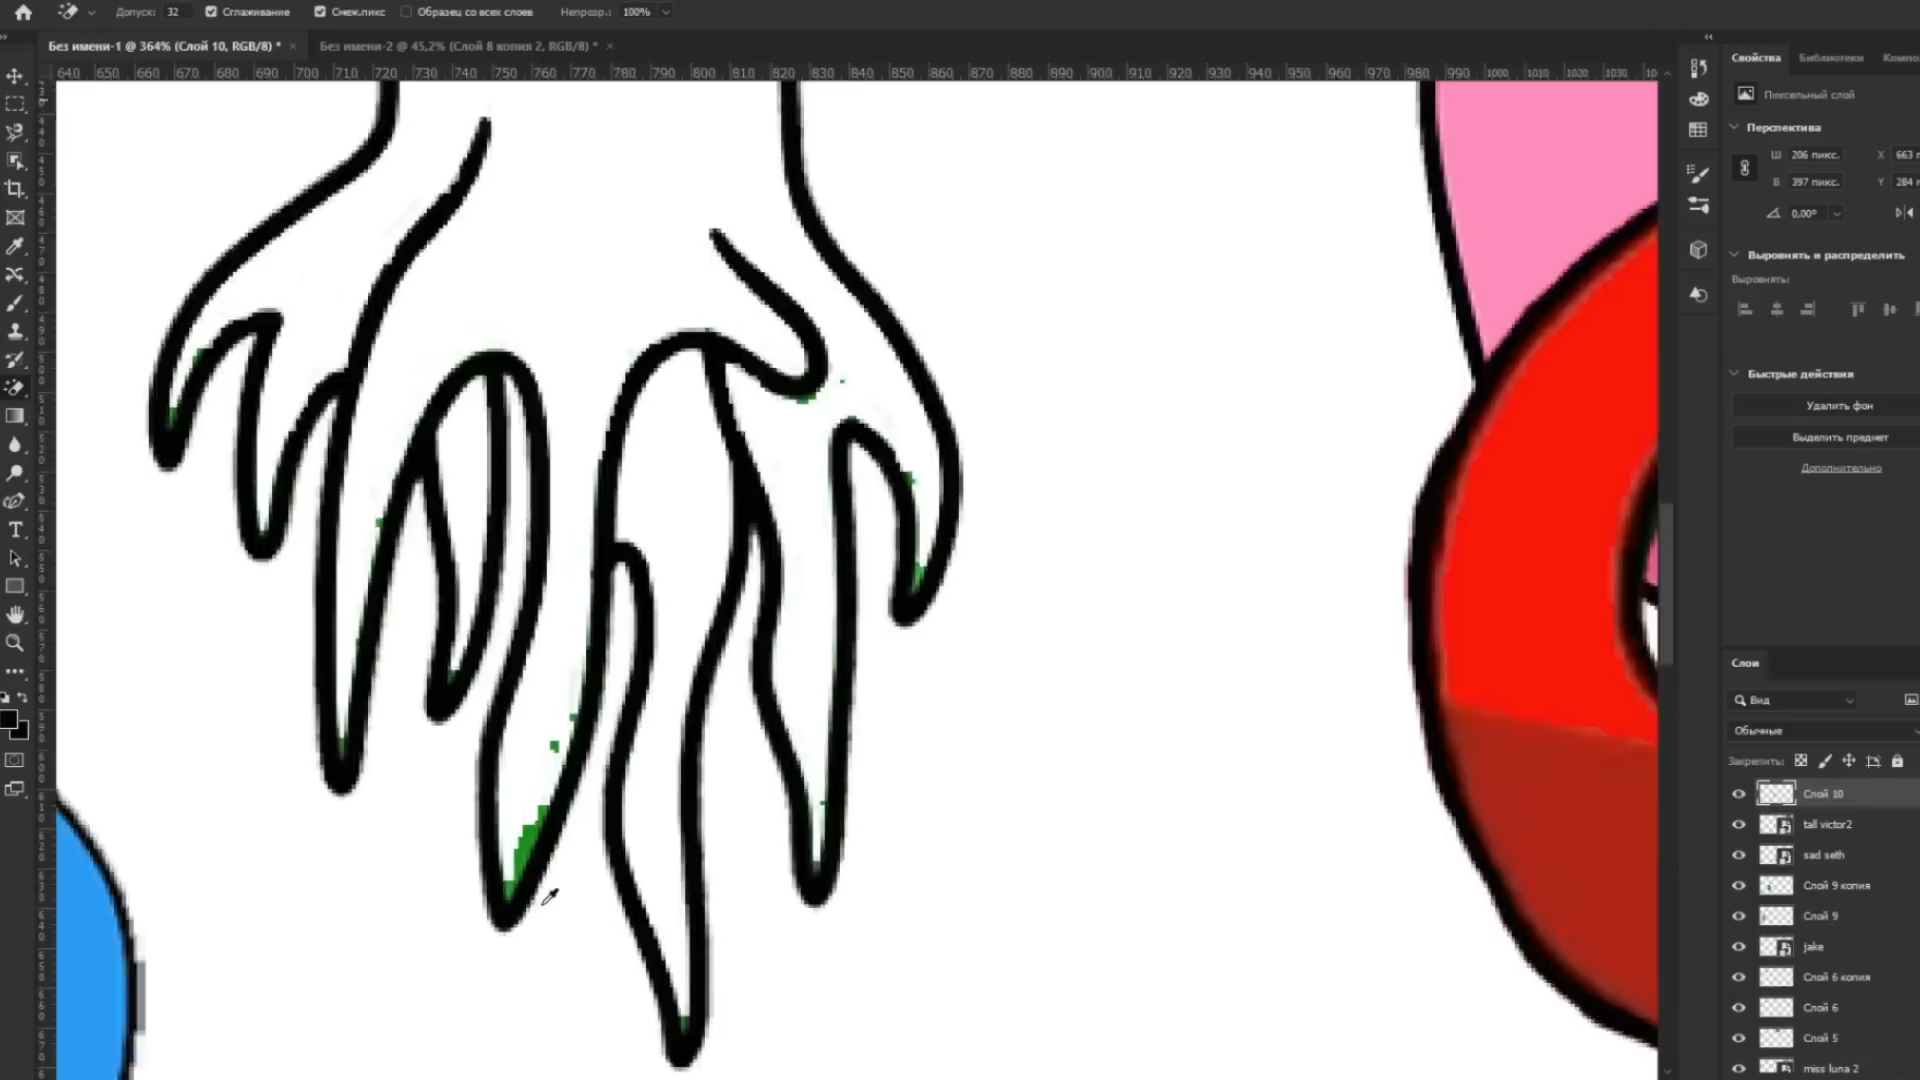 Допуск: 32 Сглаживание Смеж.пикс Образец со всех слоев Непрозр.: 100%
Без имени-1 @ 364% (Слой 10, RGB/8) * × Без имени-2 @ 45,2% (Слой 8 копия 2, RGB/8) * ×
640 650 660 670 680 690 700 710 720 730 740 750 760 770 780 790 800 810 820 830 840 850 860 870 880 890 900 910 920 930 940 950 960 970 980 990 1000 1010 1020 1030
Свойства Библиотеки
Пиксельный слой
Перспектива
Ш 206 пикс. X 663
В 397 пикс. Y 284
0,00°
Выровнять и распределить
Выровнять:
Быстрые действия
Удалить фон
Выделить предмет
Дополнительно
Слои
Вид
Обычные
Закрепить:
Слой 10
tall victor2
sad seth
Слой 9 копия
Слой 9
jake
Слой 6 копия
Слой 6
Слой 5
miss luna 2